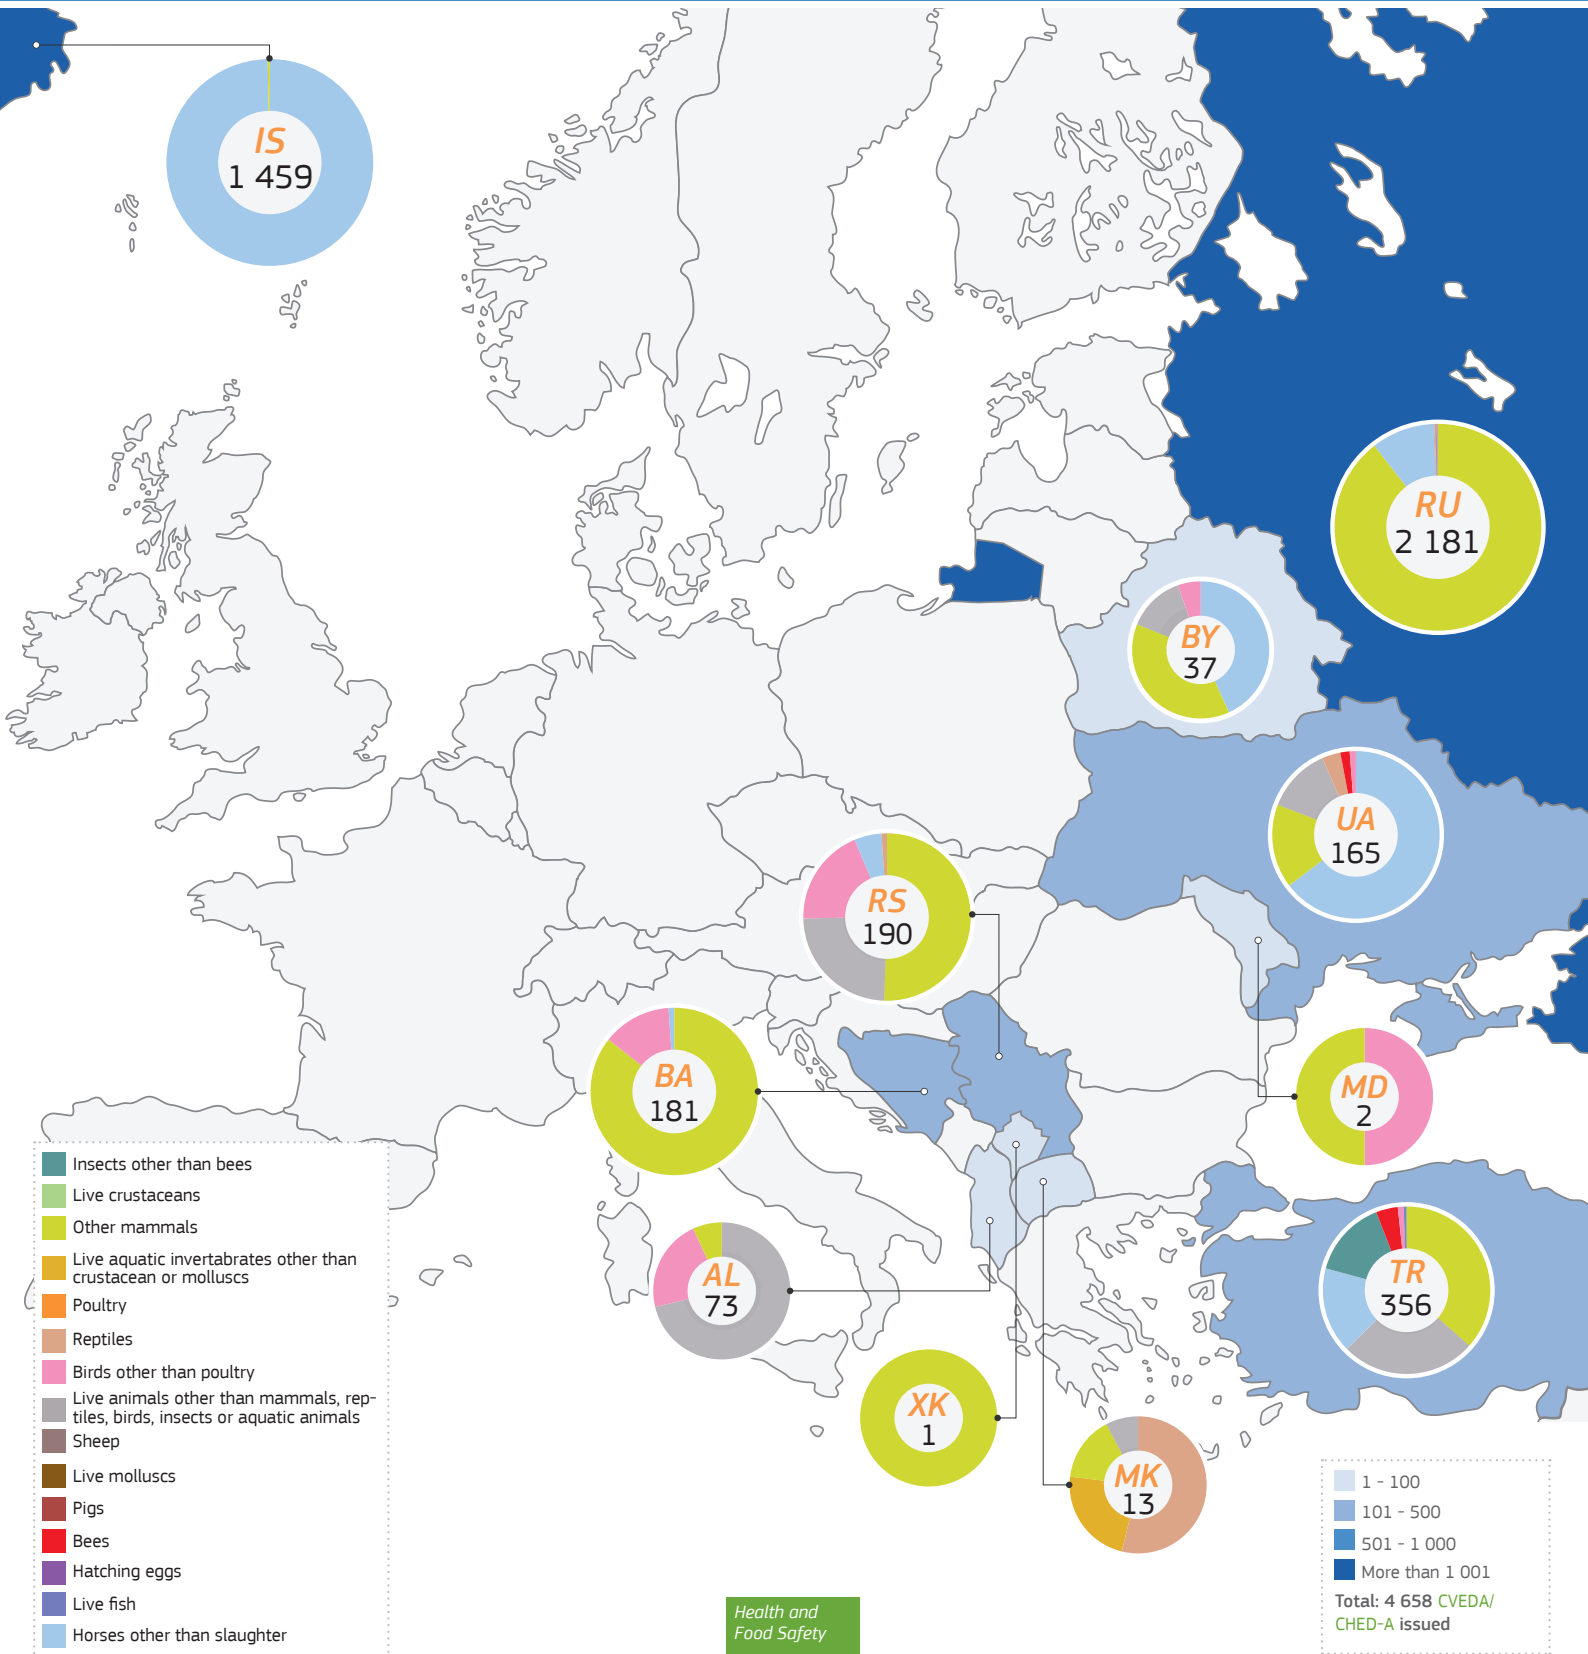 IS
1 459
RU
2 181
BY
37
UA
165
RS
190
BA
181
MD
2
AL
73
TR
356
XK
1
MK
13
Insects other than bees
Live crustaceans
Other mammals
Live aquatic invertabrates other than
crustacean or molluscs
Poultry
Reptiles
Birds other than poultry
Live animals other than mammals, rep-
tiles, birds, insects or aquatic animals
Sheep
Live molluscs
Pigs
Bees
Hatching eggs
Live fish
Horses other than slaughter
Health and
Food Safety
1 - 100
101 - 500
501 - 1 000
More than 1 001
Total: 4 658 CVEDA/
CHED-A issued